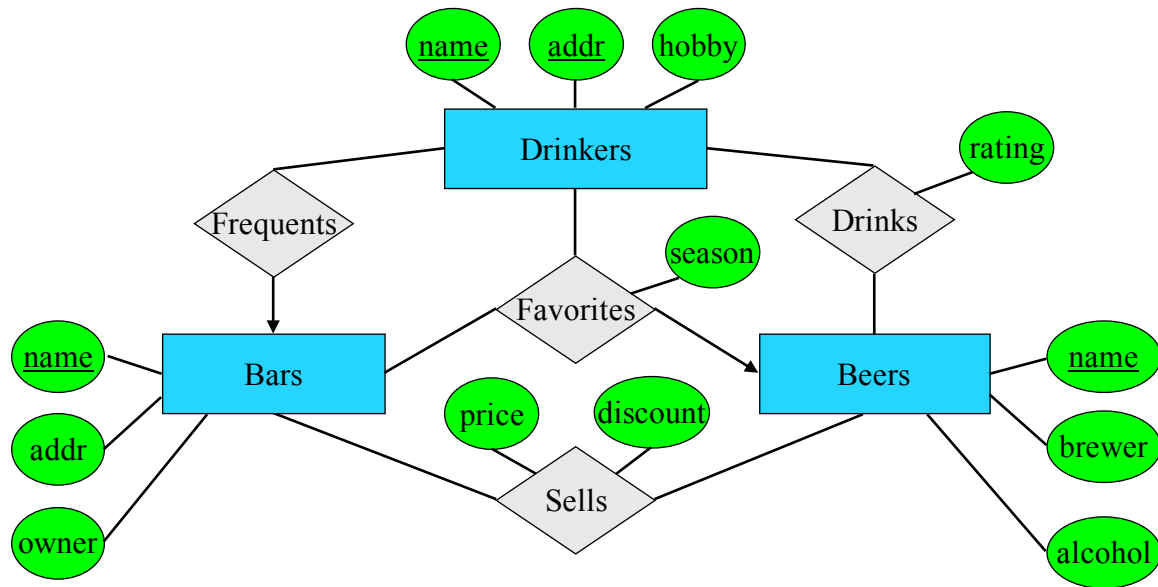 name
addr
hobby
Drinkers
rating
Frequents
Drinks
season
Favorites
name
Bars
Beers
name
price
discount
addr
brewer
Sells
owner
alcohol